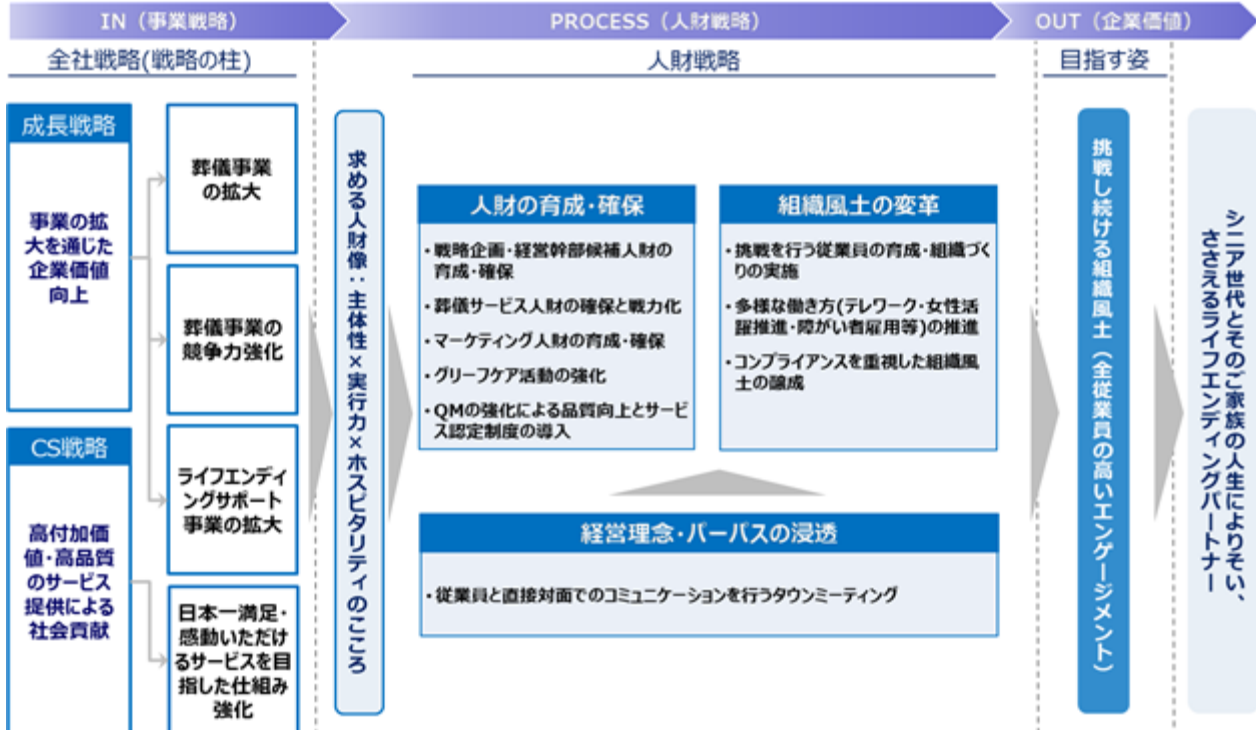 IN（事業戦略）
PROCESS（人財戦略）
OUT（企業価値）
全社戦略(戦略の柱)
人財戦略
目指す姿
成長戦略
事業の拡
大を通じた
企業価値
向上
CS戦略
高付加価
値・高品質
のサービス
提供による
社会貢献
葬儀事業
の拡大
葬儀事業の
競争力強化
ライフエンディ
ングサポート
事業の拡大
日本一満足・
感動いただけ
るサービスを目
指した仕組み
強化
求める人財像：主体性×実行力×ホスピタリティのこころ
人財の育成・確保
・戦略企画・経営幹部候補人財の
育成・確保
・葬儀サービス人財の確保と戦力化
・マーケティング人財の育成・確保
・グリーフケア活動の強化
・QMの強化による品質向上とサービ
ス認定制度の導入
組織風土の変革
・挑戦を行う従業員の育成・組織づく
りの実施
・多様な働き方(テレワーク・女性活
躍推進・障がい者雇用等)の推進
・コンプライアンスを重視した組織風
土の醸成
経営理念・パーパスの浸透
・従業員と直接対面でのコミュニケーションを行うタウンミーティング
挑戦し続ける組織風土（全従業員の高いエンゲージメント）
シニア世代とそのご家族の人生によりそい、
ささえるライフエンディングパートナー